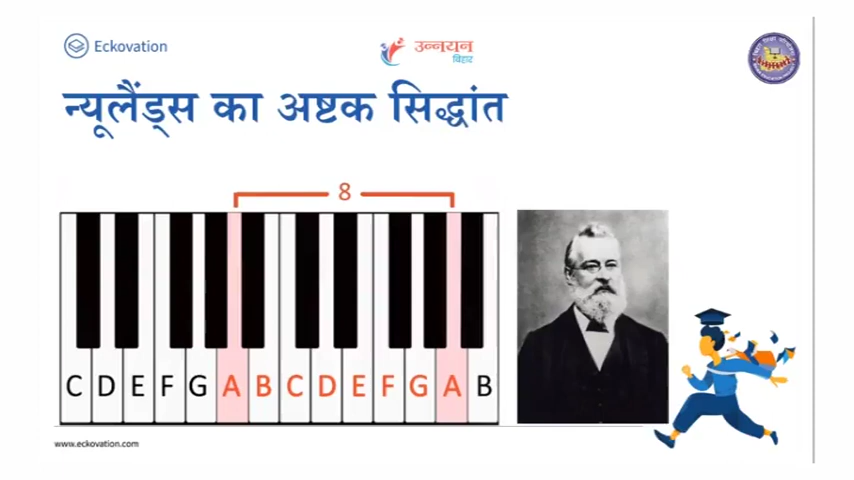 Eckovation
उन्नयन
बिहार
न्यूलैंड्स का अष्टक सिद्धांत
8
C D E F G A B C D E F G A B
www.eckovation.com